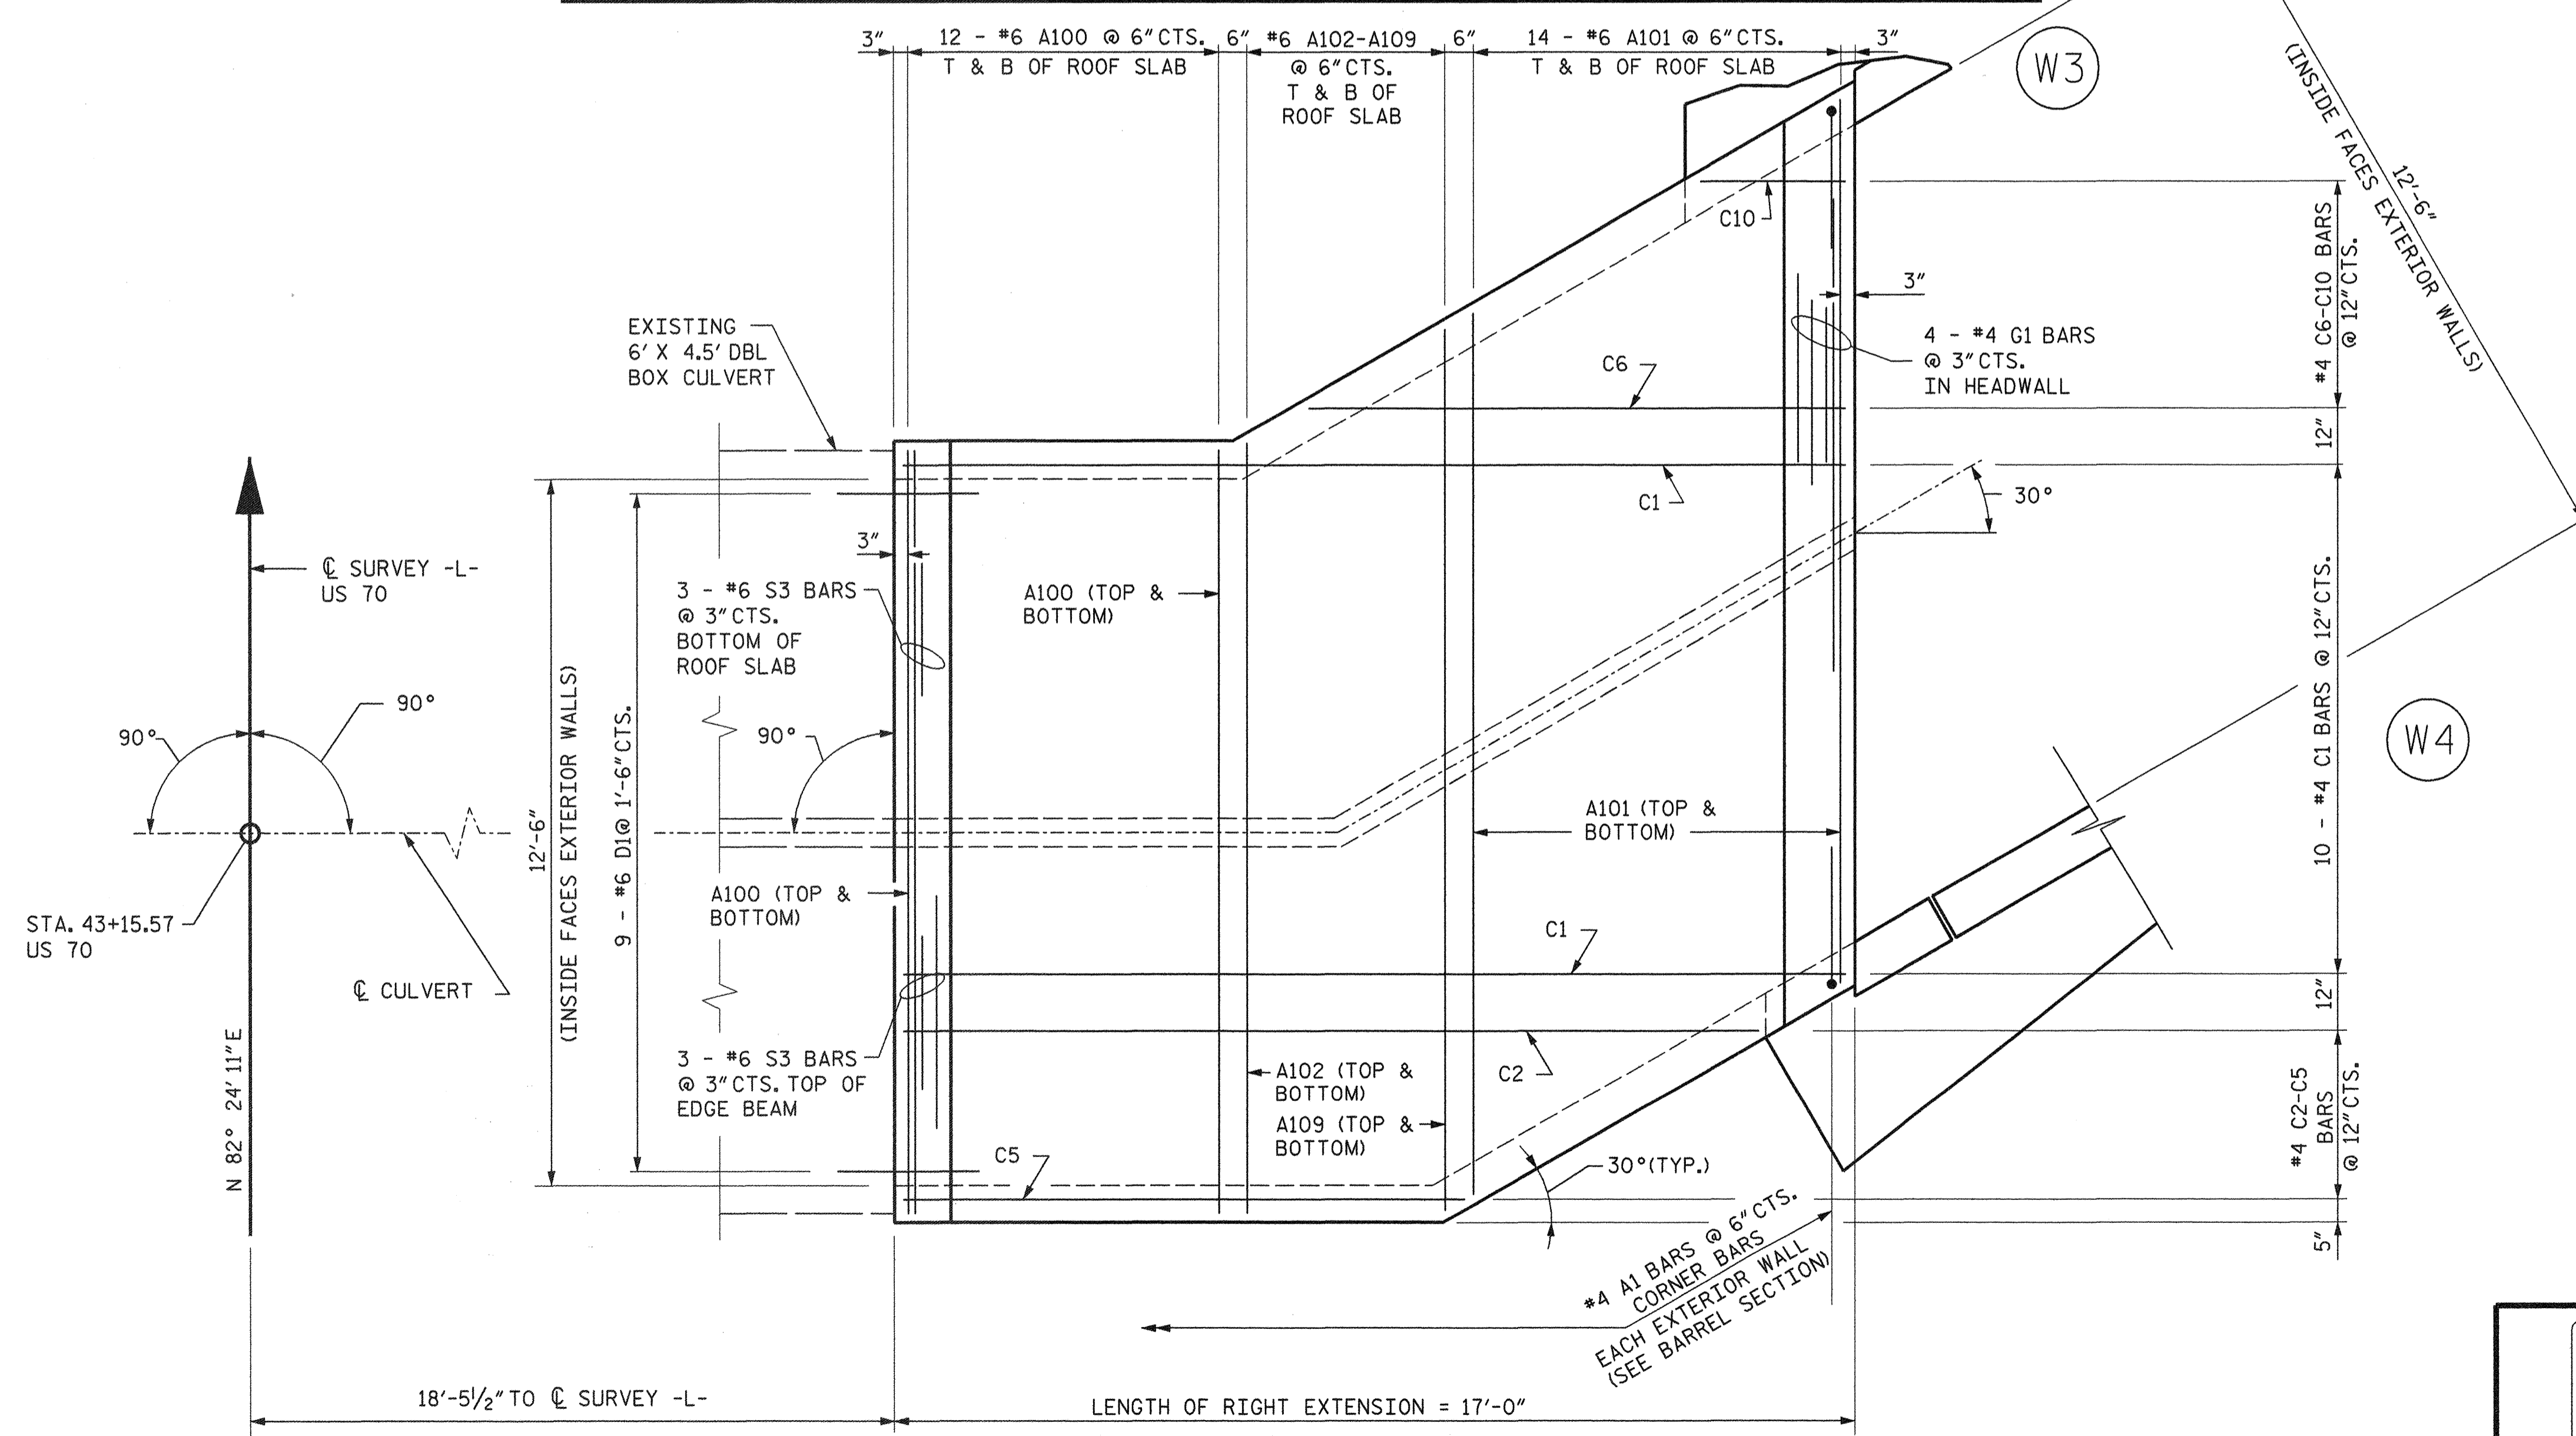 3″
12 - #6 A100 @ 6″CTS.
T & B OF ROOF SLAB
6″
#6 A102-A109
@ 6″CTS.
T & B OF
ROOF SLAB
6″
14 - #6 A101 @ 6″CTS.
T & B OF ROOF SLAB
3″
W3
12′-6″
(INSIDE FACES EXTERIOR WALLS)
C10
#4 C6-C10 BARS
@ 12″CTS.
3″
4 - #4 G1 BARS
@ 3″CTS.
IN HEADWALL
EXISTING
6′ X 4.5′ DBL
BOX CULVERT
C6
12″
C1
30°
3″
℄ SURVEY -L-
US 70
3 - #6 S3 BARS
@ 3″CTS.
BOTTOM OF
ROOF SLAB
A100 (TOP &
BOTTOM)
90°
90°
90°
12′-6″
(INSIDE FACES EXTERIOR WALLS)
9 - #6 D1@ 1′-6″CTS.
10 - #4 C1 BARS @ 12″CTS.
W4
A101 (TOP &
BOTTOM)
A100 (TOP &
BOTTOM)
STA. 43+15.57
US 70
C1
℄ CULVERT
12″
N 82° 24′ 11″E
3 - #6 S3 BARS
@ 3″CTS. TOP OF
EDGE BEAM
A102 (TOP &
BOTTOM)
C2
A109 (TOP &
BOTTOM)
C5
30°(TYP.)
#4 C2-C5
BARS
@ 12″CTS.
5″
#4 A1 BARS @ 6″CTS.
CORNER BARS
EACH EXTERIOR WALL
(SEE BARREL SECTION)
18′-5½″ TO ℄ SURVEY -L-
LENGTH OF RIGHT EXTENSION = 17′-0″